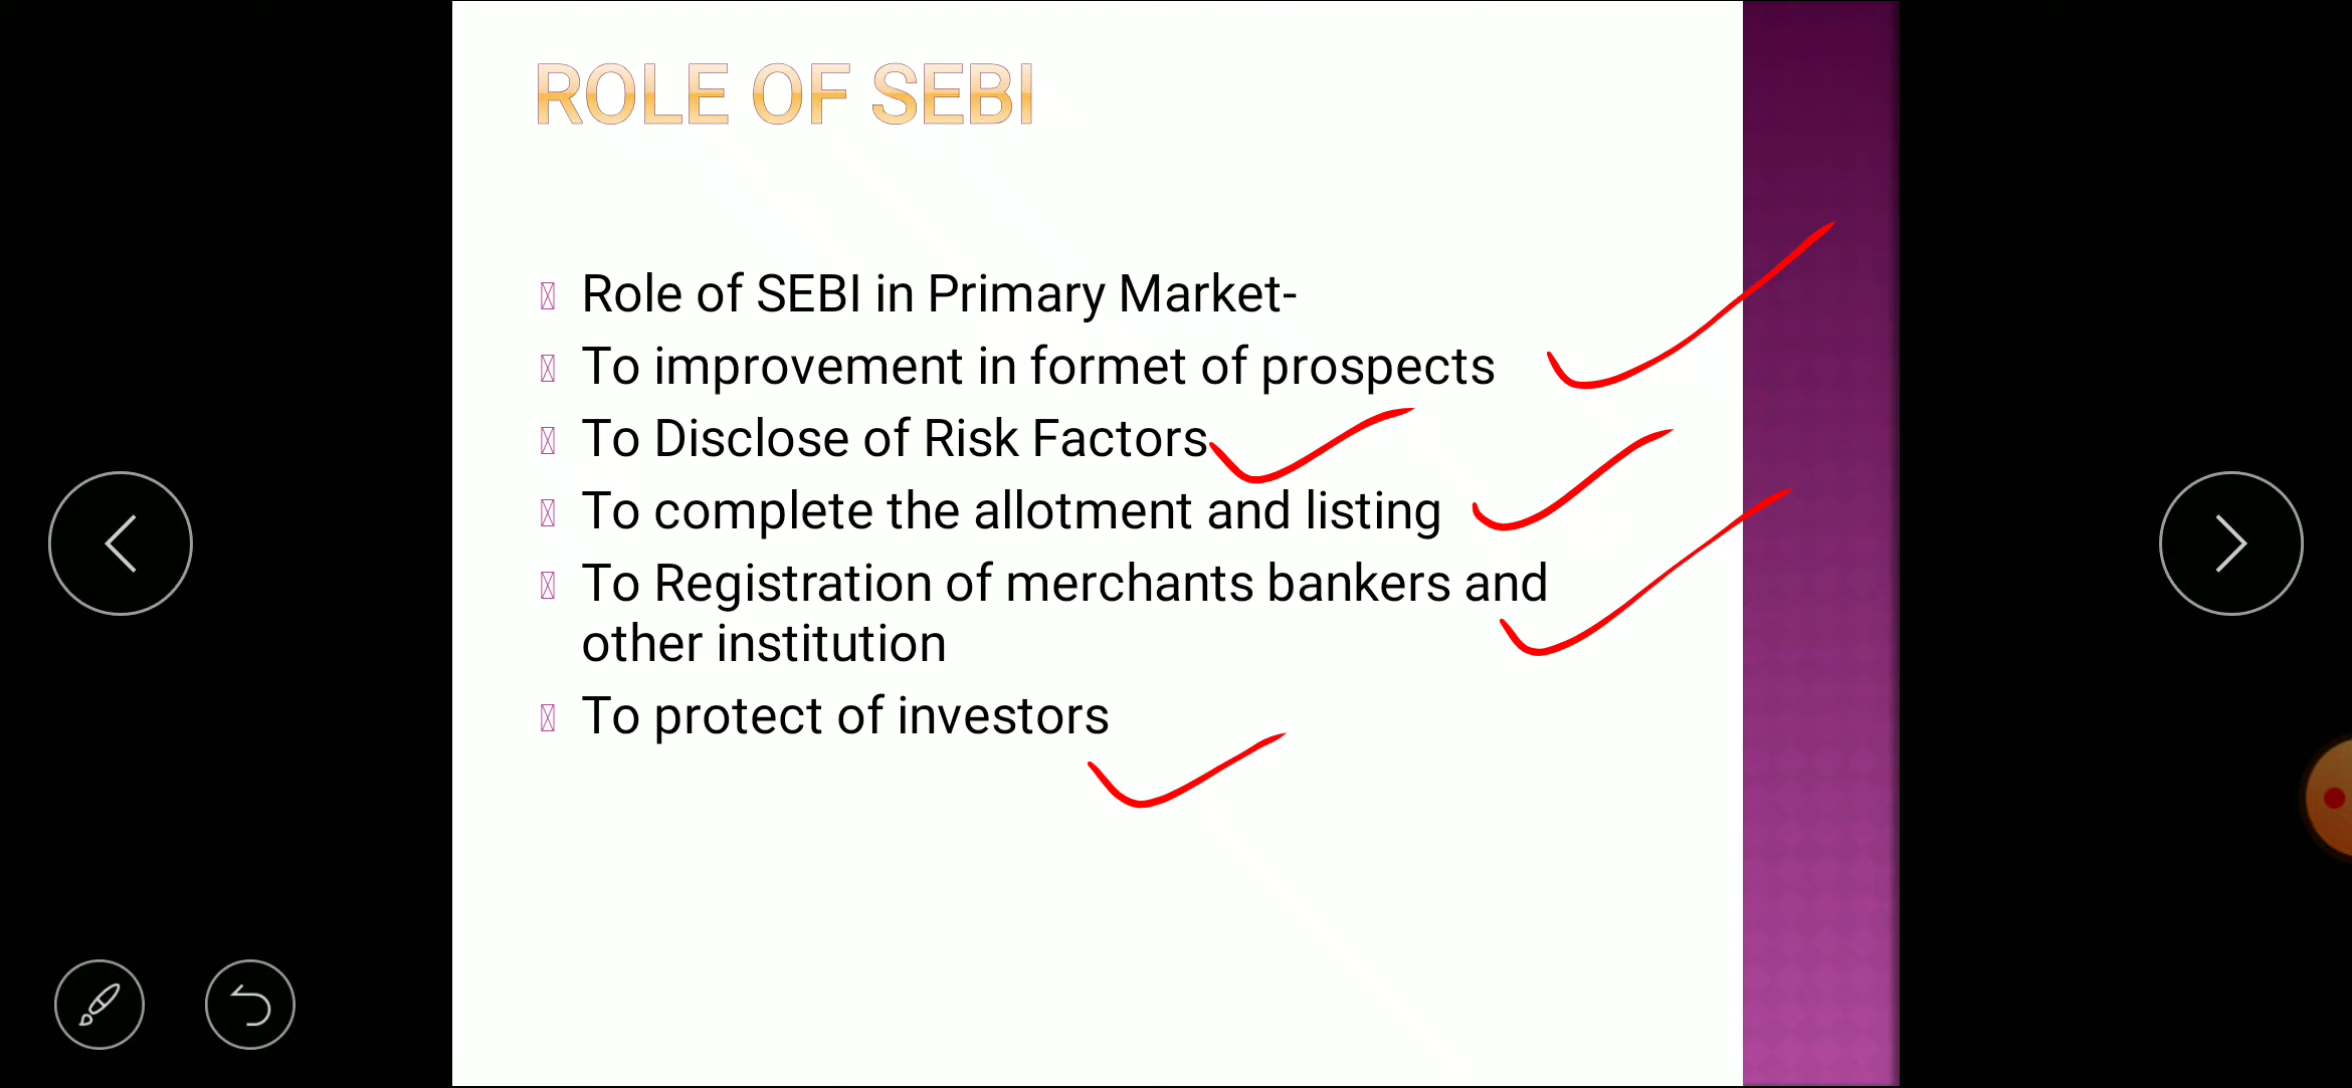 ROLE OF SEBI
Role of SEBI in Primary Market-
To improvement in formet of prospects
To Disclose of Risk Factors
To complete the allotment and listing
To Registration of merchants bankers and
other institution
To protect of investors